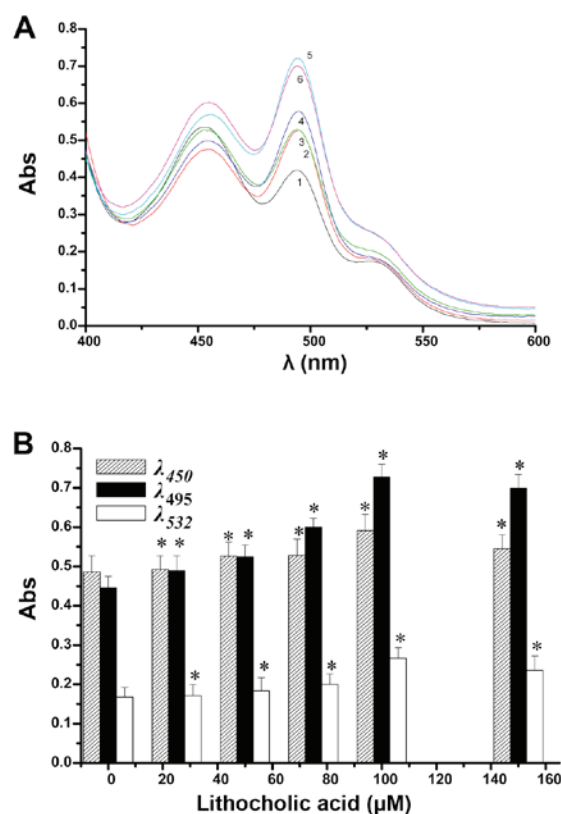 A
0.8
0.7
0.6
0.5
0.4
0.3
0.2
0.1
0.0
Abs
5
6
4
3
2
1
400 450 500 550 600
λ (nm)
B
0.8
0.7
0.6
0.5
0.4
0.3
0.2
0.1
0.0
Abs
λ450
λ495
λ532
* * * * * * * * * * * * * * *
0 20 40 60 80 100 120 140 160
Lithocholic acid (µM)